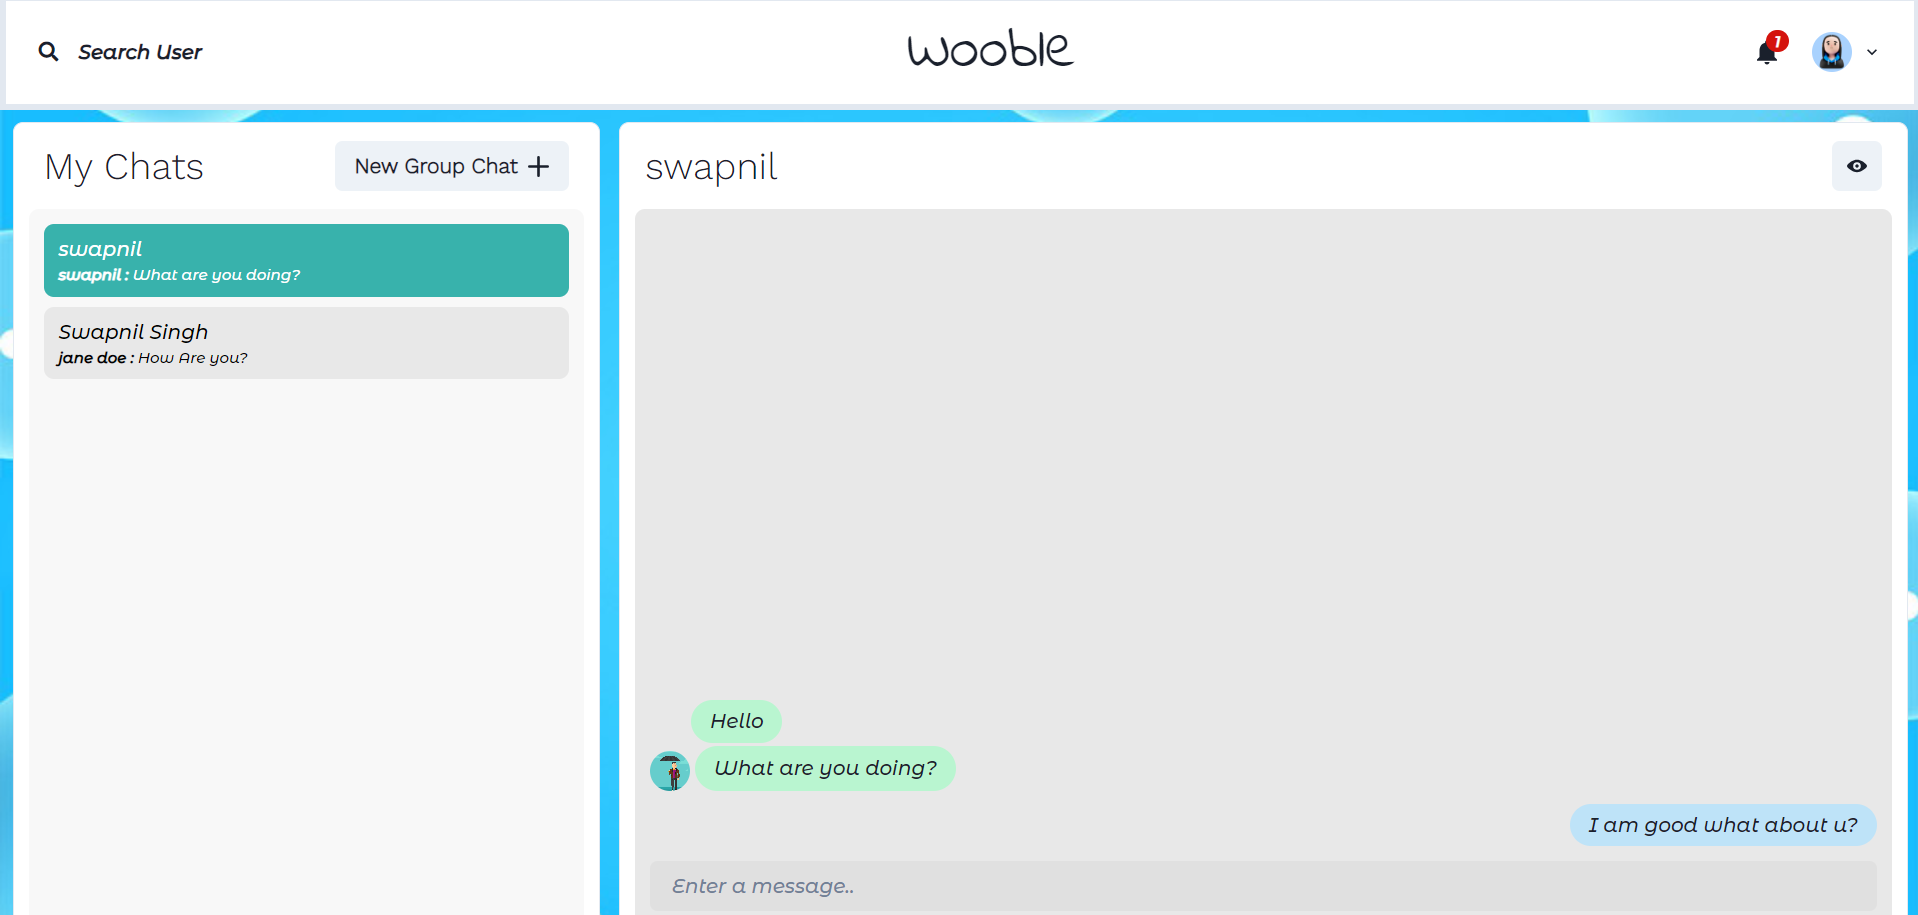 Search User
wooble
1
My Chats
New Group Chat +
swapnil
swapnil : What are you doing?
Swapnil Singh
jane doe : How Are you?
swapnil
Hello
What are you doing?
I am good what about u?
Enter a message..